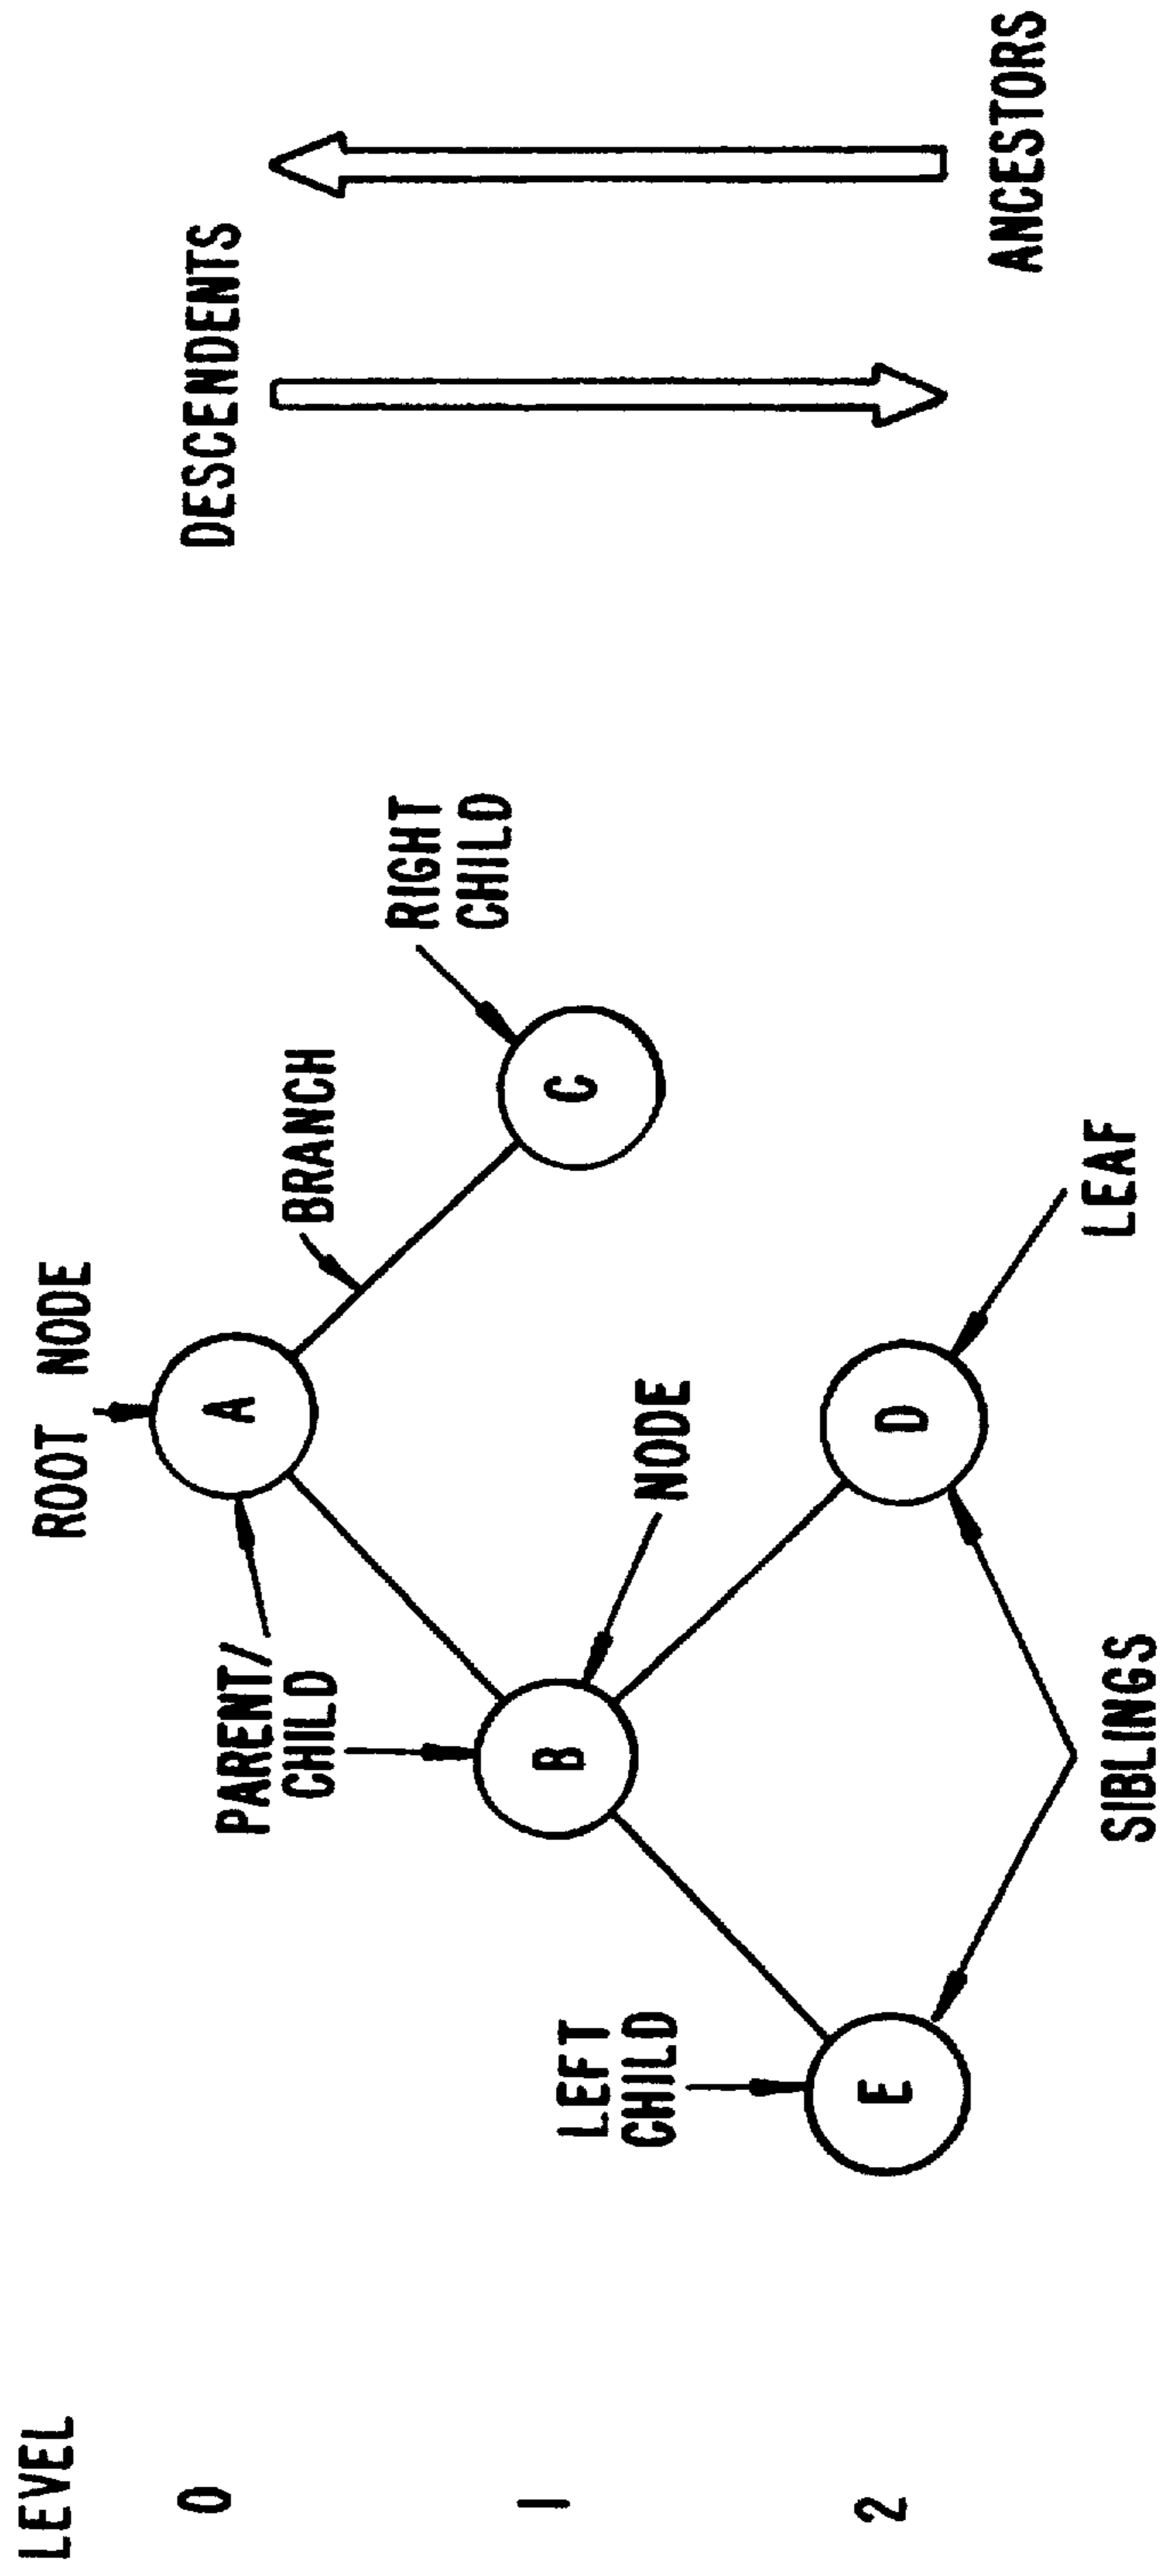 LEVEL
0
1
2
ROOT NODE
PARENT/
CHILD
A
BRANCH
RIGHT
CHILD
C
B
NODE
LEFT
CHILD
E
D
LEAF
SIBLINGS
DESCENDENTS
ANCESTORS